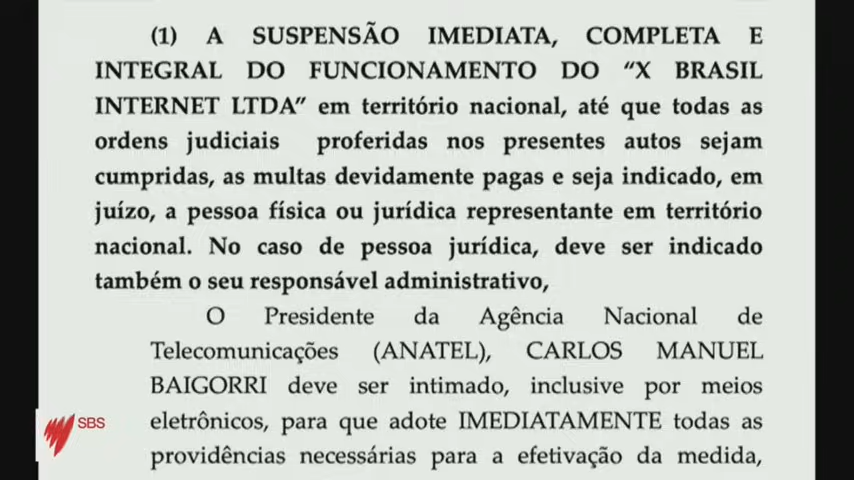 (1) A SUSPENSÃO IMEDIATA, COMPLETA E
INTEGRAL DO FUNCIONAMENTO DO “X BRASIL
INTERNET LTDA” em território nacional, até que todas as
ordens judiciais proferidas nos presentes autos sejam
cumpridas, as multas devidamente pagas e seja indicado, em
juízo, a pessoa física ou jurídica representante em território
nacional. No caso de pessoa jurídica, deve ser indicado
também o seu responsável administrativo,
O Presidente da Agência Nacional de
Telecomunicações (ANATEL), CARLOS MANUEL
BAIGORRI deve ser intimado, inclusive por meios
eletrônicos, para que adote IMEDIATAMENTE todas as
providências necessárias para a efetivação da medida,
SBS